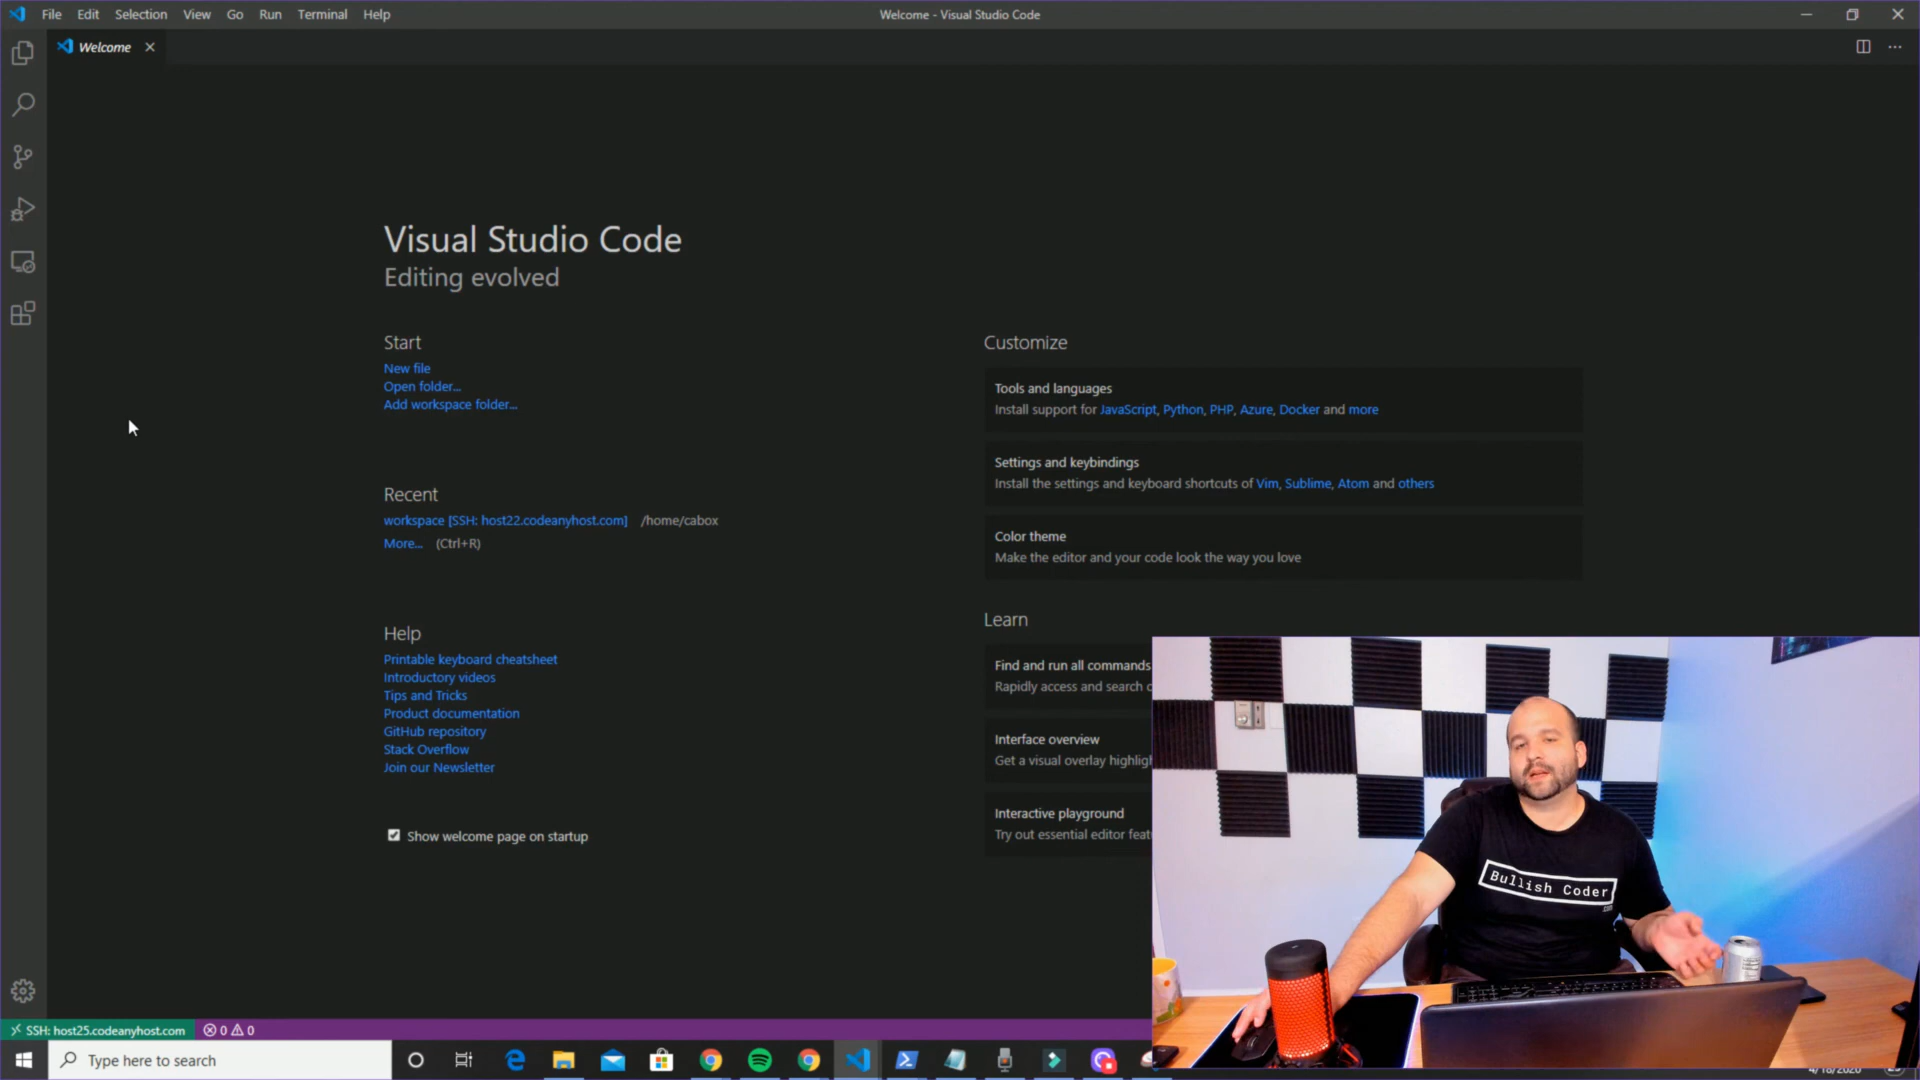 File Edit Selection View Go Run Terminal Help
Welcome - Visual Studio Code
Welcome
Visual Studio Code
Editing evolved
Start
New file
Open folder...
Add workspace folder...
Recent
workspace [SSH: host22.codeanyhost.com] /home/cabox
More... (Ctrl+R)
Help
Printable keyboard cheatsheet
Introductory videos
Tips and Tricks
Product documentation
GitHub repository
Stack Overflow
Join our Newsletter
Show welcome page on startup
Customize
Tools and languages
Install support for JavaScript, Python, PHP, Azure, Docker and more
Settings and keybindings
Install the settings and keyboard shortcuts of Vim, Sublime, Atom and others
Color theme
Make the editor and your code look the way you love
Learn
Find and run all commands
Rapidly access and search
Interface overview
Get a visual overlay
Interactive playground
Try out essential editor
Bullish Coder
.com
SSH: host25.codeanyhost.com 0 0
Type here to search
4/18/2020